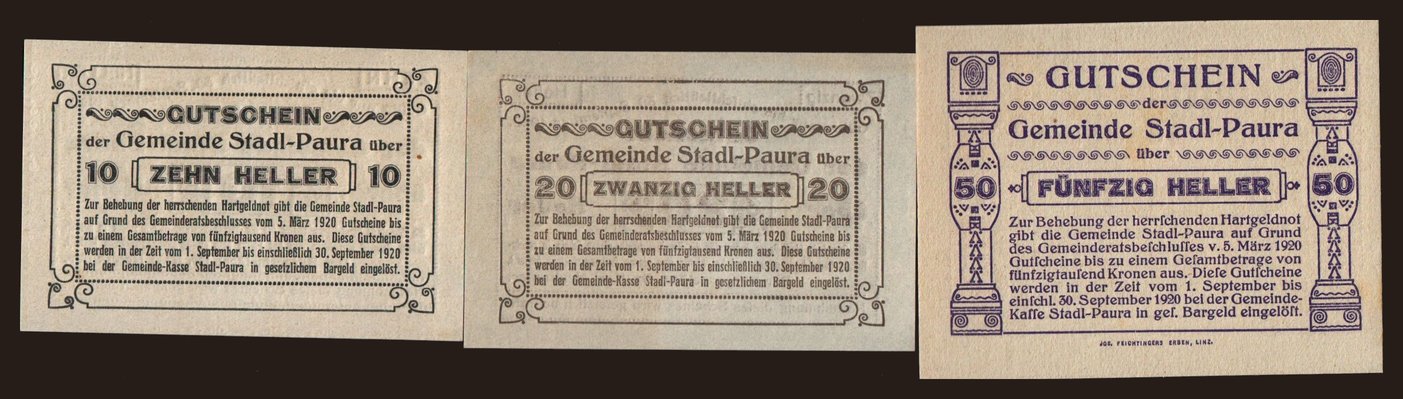 GUTSCHEIN
der Gemeinde Stadl-Paura über
10 ZEHN HELLER 10
Zur Behebung der herrschenden Hartgeldnot gibt die Gemeinde Stadl-Paura
auf Grund des Gemeinderatsbeschlusses vom 5. März 1920 Gutscheine bis
zu einem Gesamtbetrage von fünfzigtausend Kronen aus. Diese Gutscheine
werden in der Zeit vom 1. September bis einschließlich 30. September 1920
bei der Gemeinde-Kasse Stadl-Paura in gesetzlichem Bargeld eingelöst.
GUTSCHEIN
der Gemeinde Stadl-Paura über
20 ZWANZIG HELLER 20
Zur Behebung der herrschenden Hartgeldnot gibt die Gemeinde Stadl-Paura
auf Grund des Gemeinderatsbeschlusses vom 5. März 1920 Gutscheine bis
zu einem Gesamtbetrage von fünfzigtausend Kronen aus. Diese Gutscheine
werden in der Zeit vom 1. September bis einschließlich 30. September 1920
bei der Gemeinde-Kasse Stadl-Paura in gesetzlichem Bargeld eingelöst.
GUTSCHEIN
der
Gemeinde Stadl-Paura
über
50 FÜNFZIG HELLER 50
Zur Behebung der herrſchenden Hartgeldnot
gibt die Gemeinde Stadl-Paura auf Grund
des Gemeinderatsbeſchluſſes v. 5. März 1920
Gutſcheine bis zu einem Geſamtbetrage von
fünfzigtauſend Kronen aus. Dieſe Gutſcheine
werden in der Zeit vom 1. September bis
einſchl. 30. September 1920 bei der Gemeinde-
Kaſſe Stadl-Paura in geſ. Bargeld eingelöſt.
JOS. FEICHTINGERS ERBEN, LINZ.